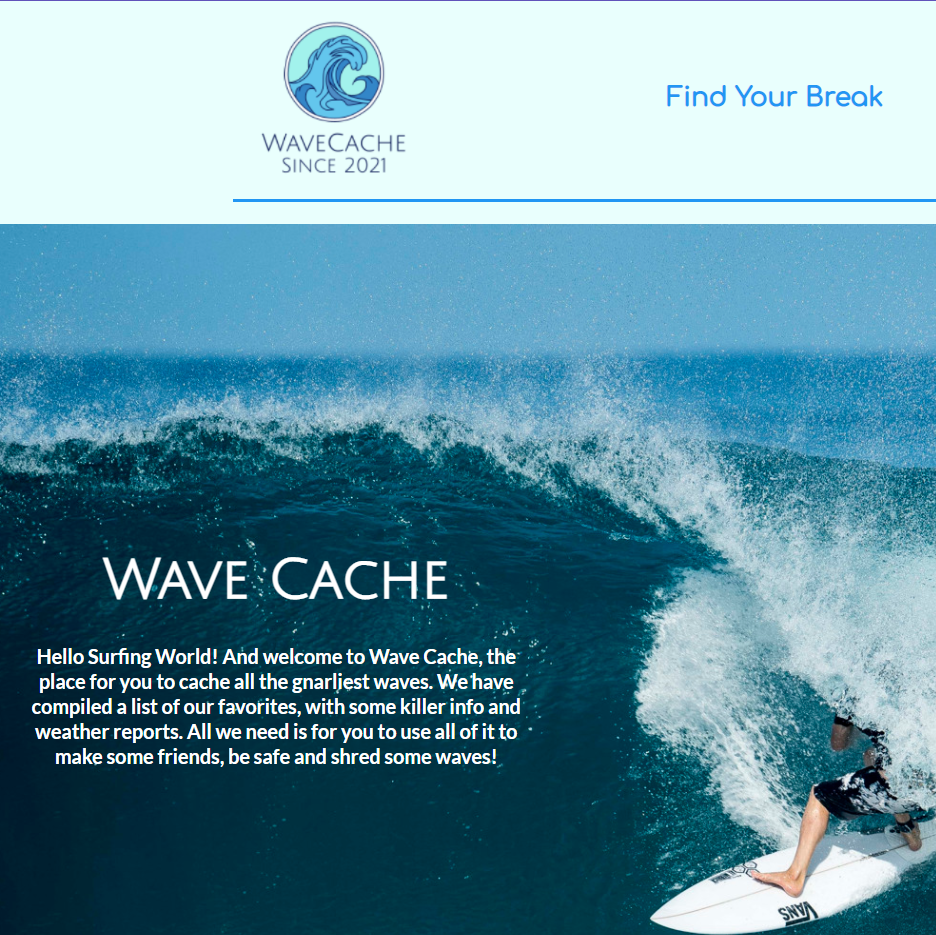 WaveCache
Since 2021
Find Your Break
Wave Cache
Hello Surfing World! And welcome to Wave Cache, the
place for you to cache all the gnarliest waves. We have
compiled a list of our favorites, with some killer info and
weather reports. All we need is for you to use all of it to
make some friends, be safe and shred some waves!
VANS